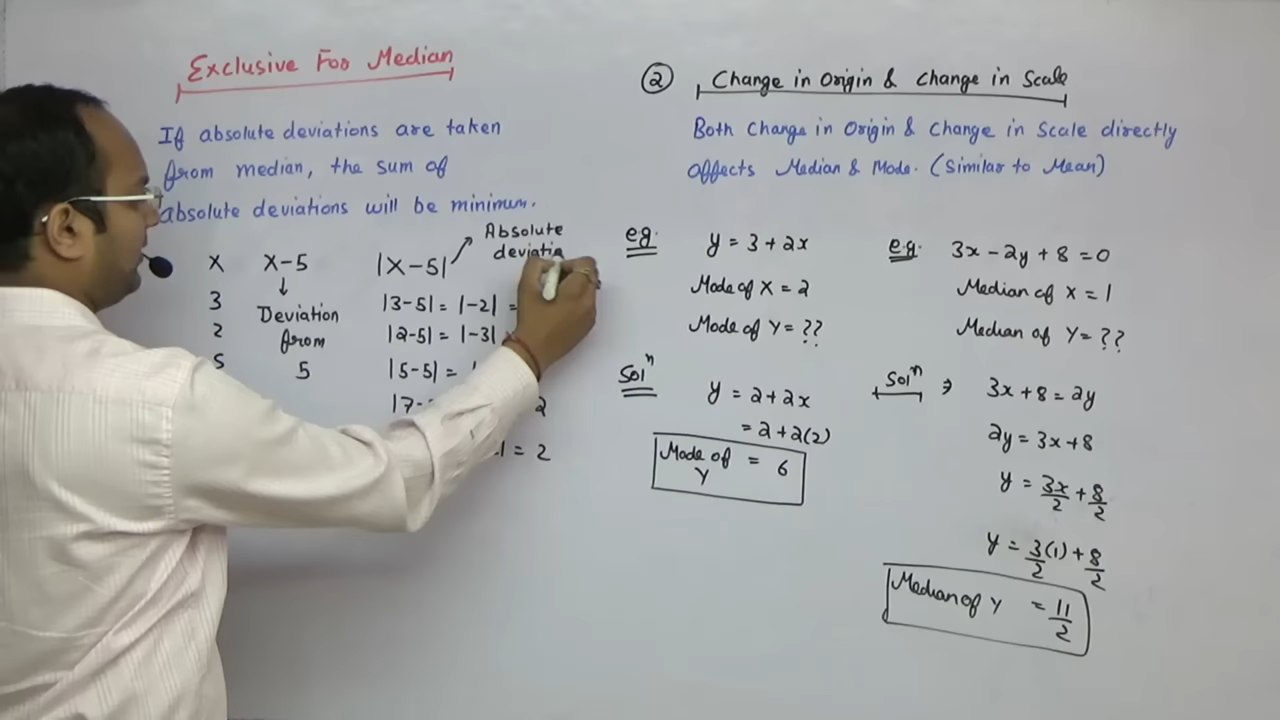 Exclusive For Median
If absolute deviations are taken
from median, the sum of
absolute deviations will be minimum.
X X-5 |X-5| Absolute
deviatio
3 ↓ |3-5| = |-2| =
2 Deviation |2-5| = |-3|
5 from |5-5| =
5 |7- 2
= 2
② Change in Origin & Change in Scale
Both Change in Origin & Change in Scale directly
affects Median & Mode. (Similar to Mean)
eg. y = 3 + 2x
Mode of X = 2
Mode of Y = ??
Solⁿ y = 2 + 2x
= 2 + 2(2)
Mode of Y = 6
eg. 3x - 2y + 8 = 0
Median of X = 1
Median of Y = ??
Solⁿ ⇒ 3x + 8 = 2y
2y = 3x + 8
y = 3x/2 + 8/2
y = 3/2 (1) + 8/2
Median of Y = 11/2